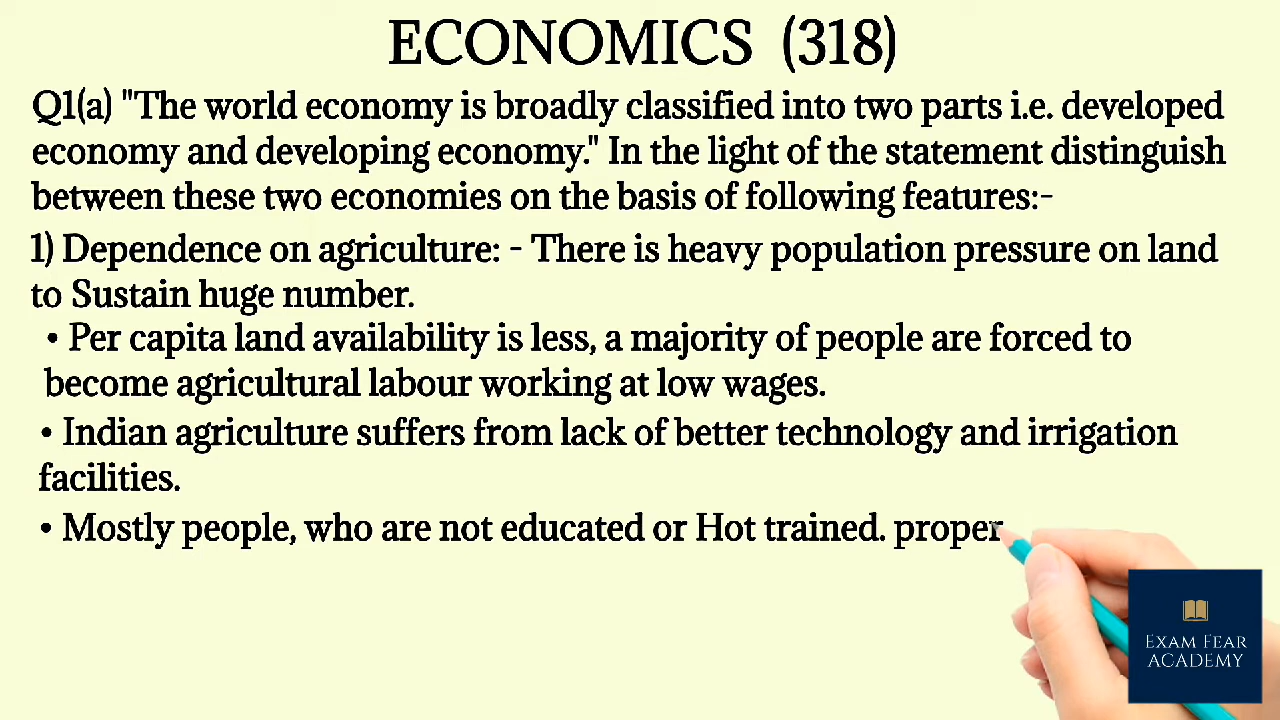 ECONOMICS (318)
Q1(a) "The world economy is broadly classified into two parts i.e. developed
economy and developing economy." In the light of the statement distinguish
between these two economies on the basis of following features:-
1) Dependence on agriculture: - There is heavy population pressure on land
to Sustain huge number.
• Per capita land availability is less, a majority of people are forced to
become agricultural labour working at low wages.
• Indian agriculture suffers from lack of better technology and irrigation
facilities.
• Mostly people, who are not educated or Hot trained. proper
EXAM FEAR
ACADEMY